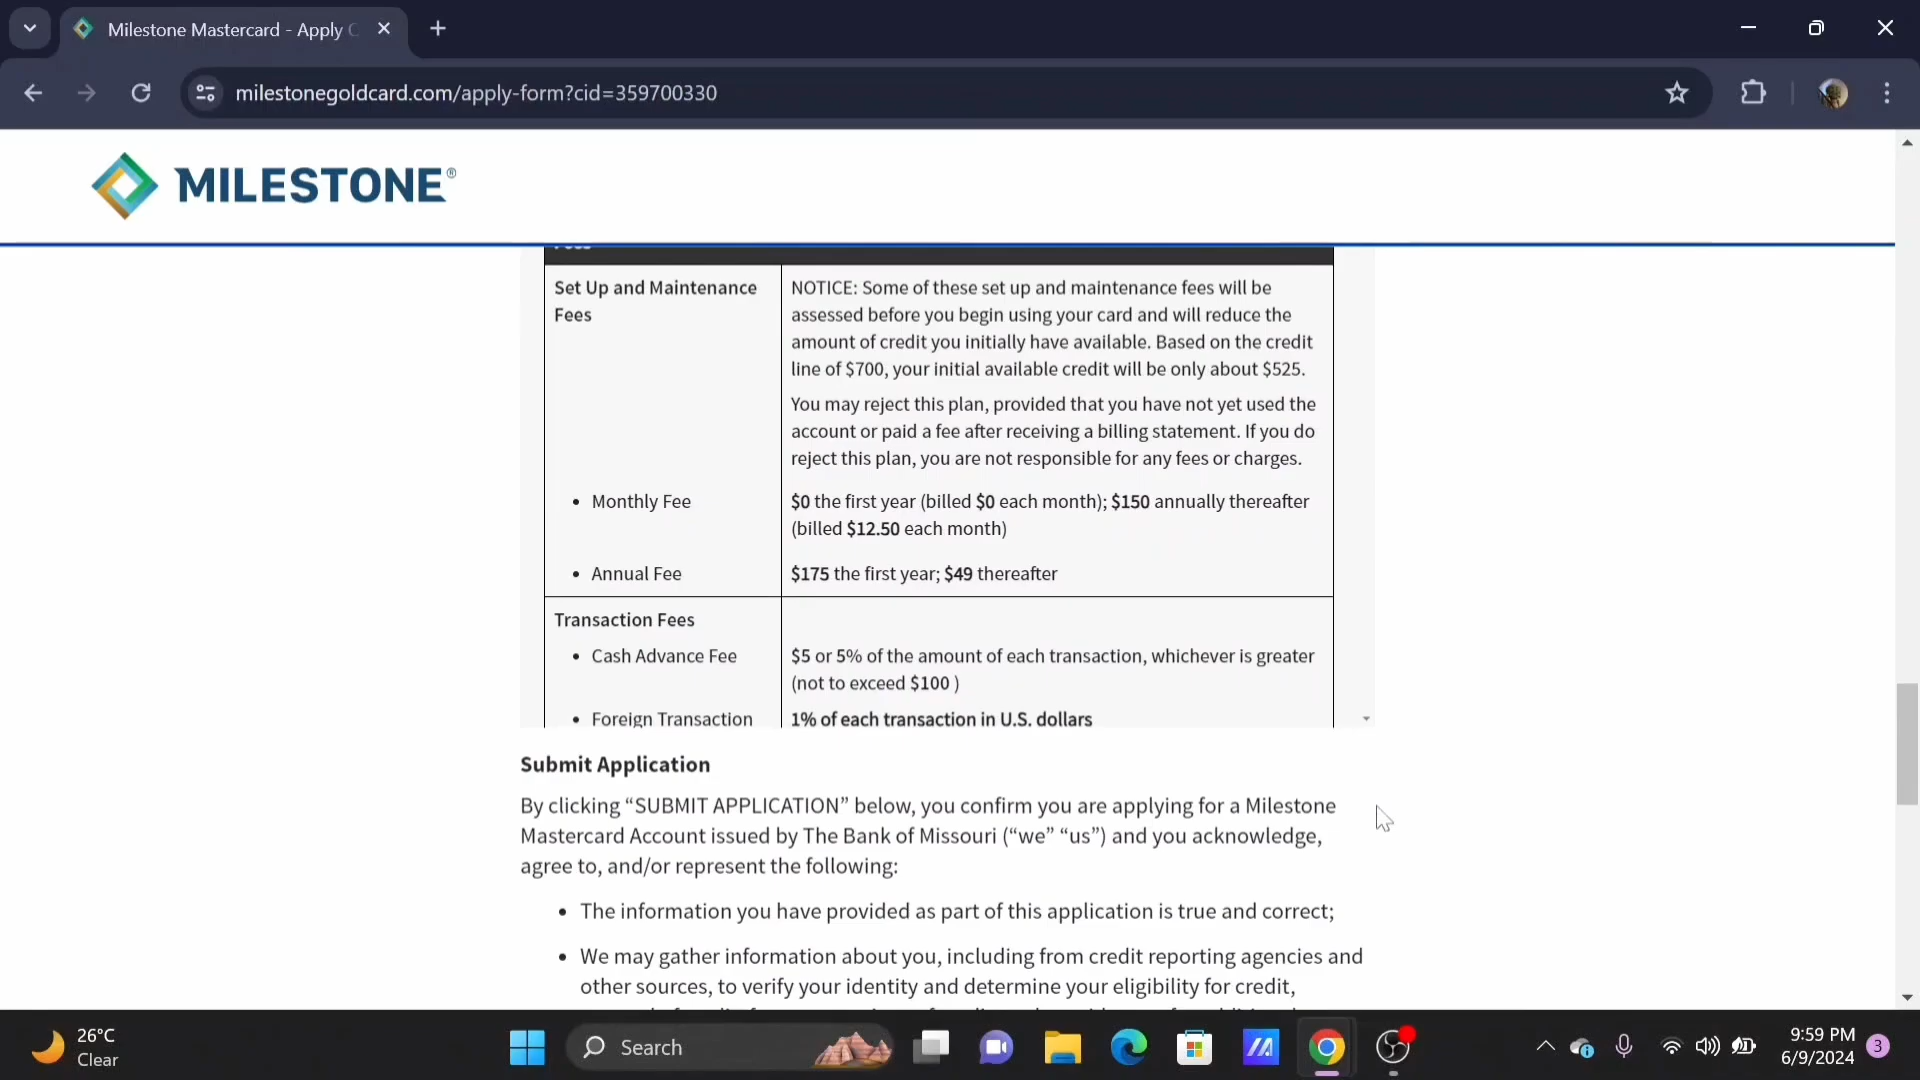 Milestone Mastercard - Apply
milestonegoldcard.com/apply-form?cid=359700330
MILESTONE®
Set Up and Maintenance Fees
NOTICE: Some of these set up and maintenance fees will be
assessed before you begin using your card and will reduce the
amount of credit you initially have available. Based on the credit
line of $700, your initial available credit will be only about $525.
You may reject this plan, provided that you have not yet used the
account or paid a fee after receiving a billing statement. If you do
reject this plan, you are not responsible for any fees or charges.
• Monthly Fee
$0 the first year (billed $0 each month); $150 annually thereafter
(billed $12.50 each month)
• Annual Fee
$175 the first year; $49 thereafter
Transaction Fees
• Cash Advance Fee
$5 or 5% of the amount of each transaction, whichever is greater
(not to exceed $100 )
• Foreign Transaction
1% of each transaction in U.S. dollars
Submit Application
By clicking “SUBMIT APPLICATION” below, you confirm you are applying for a Milestone
Mastercard Account issued by The Bank of Missouri (“we” “us”) and you acknowledge,
agree to, and/or represent the following:
• The information you have provided as part of this application is true and correct;
• We may gather information about you, including from credit reporting agencies and
other sources, to verify your identity and determine your eligibility for credit,
26°C
Clear
Search
9:59 PM
6/9/2024
3